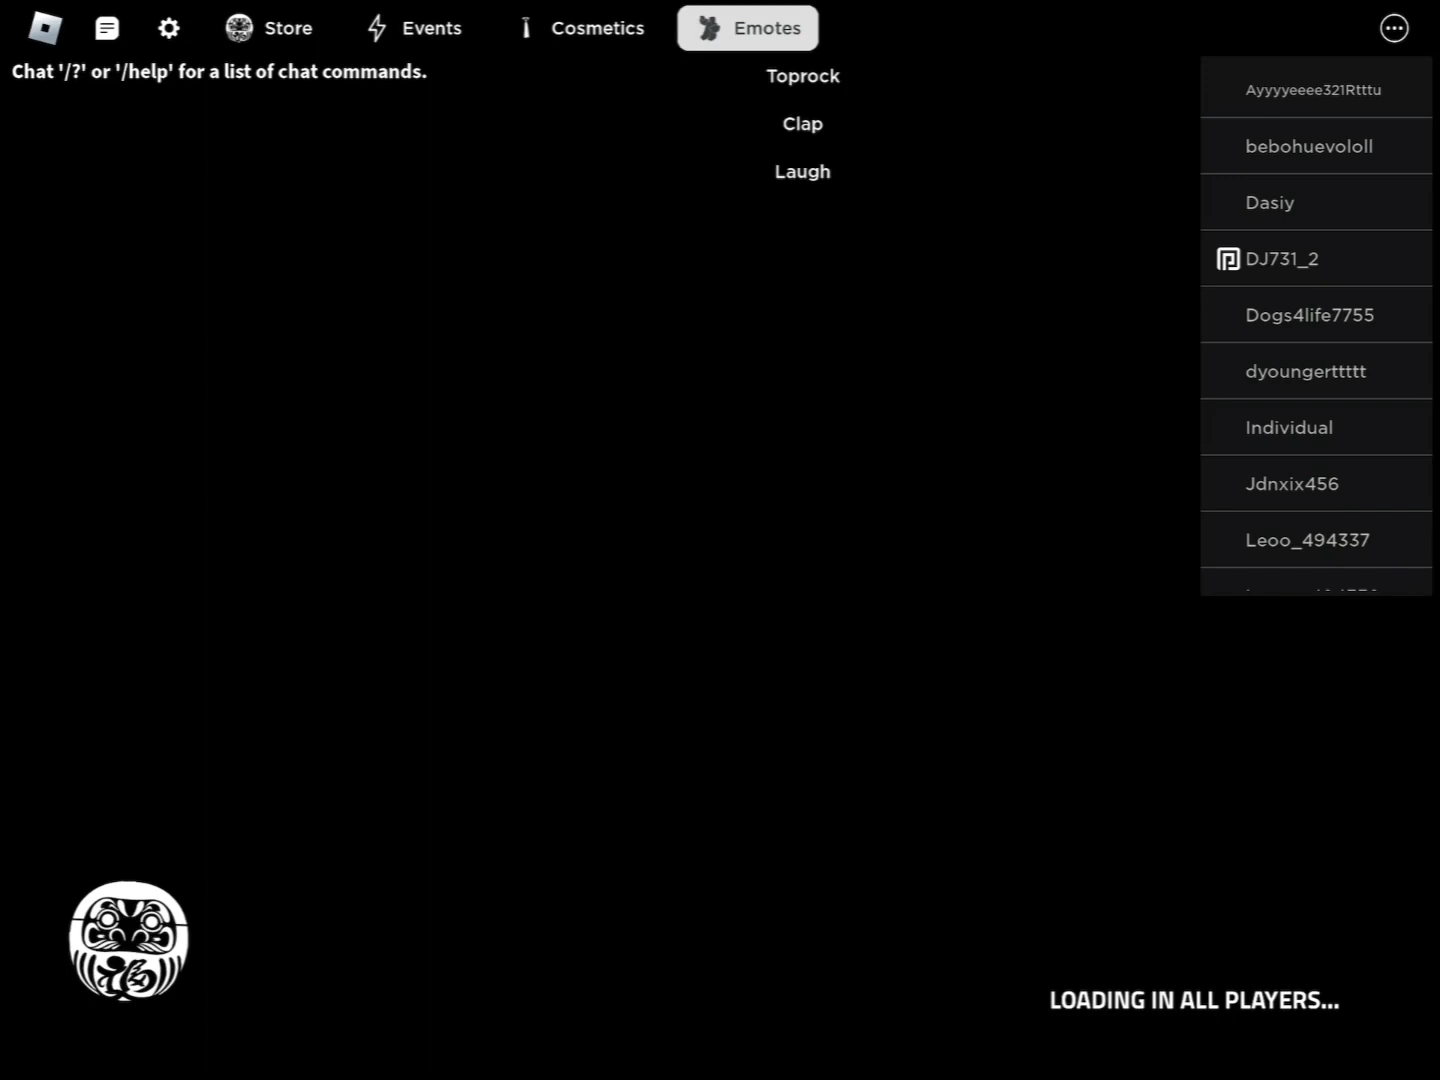 Store
Events
Cosmetics
Emotes
Chat '/?' or '/help' for a list of chat commands.
Toprock
Clap
Laugh
Ayyyyeeee321Rtttu
bebohuevololl
Dasiy
DJ731_2
Dogs4life7755
dyoungerttttt
Individual
Jdnxix456
Leoo_494337
福
LOADING IN ALL PLAYERS...